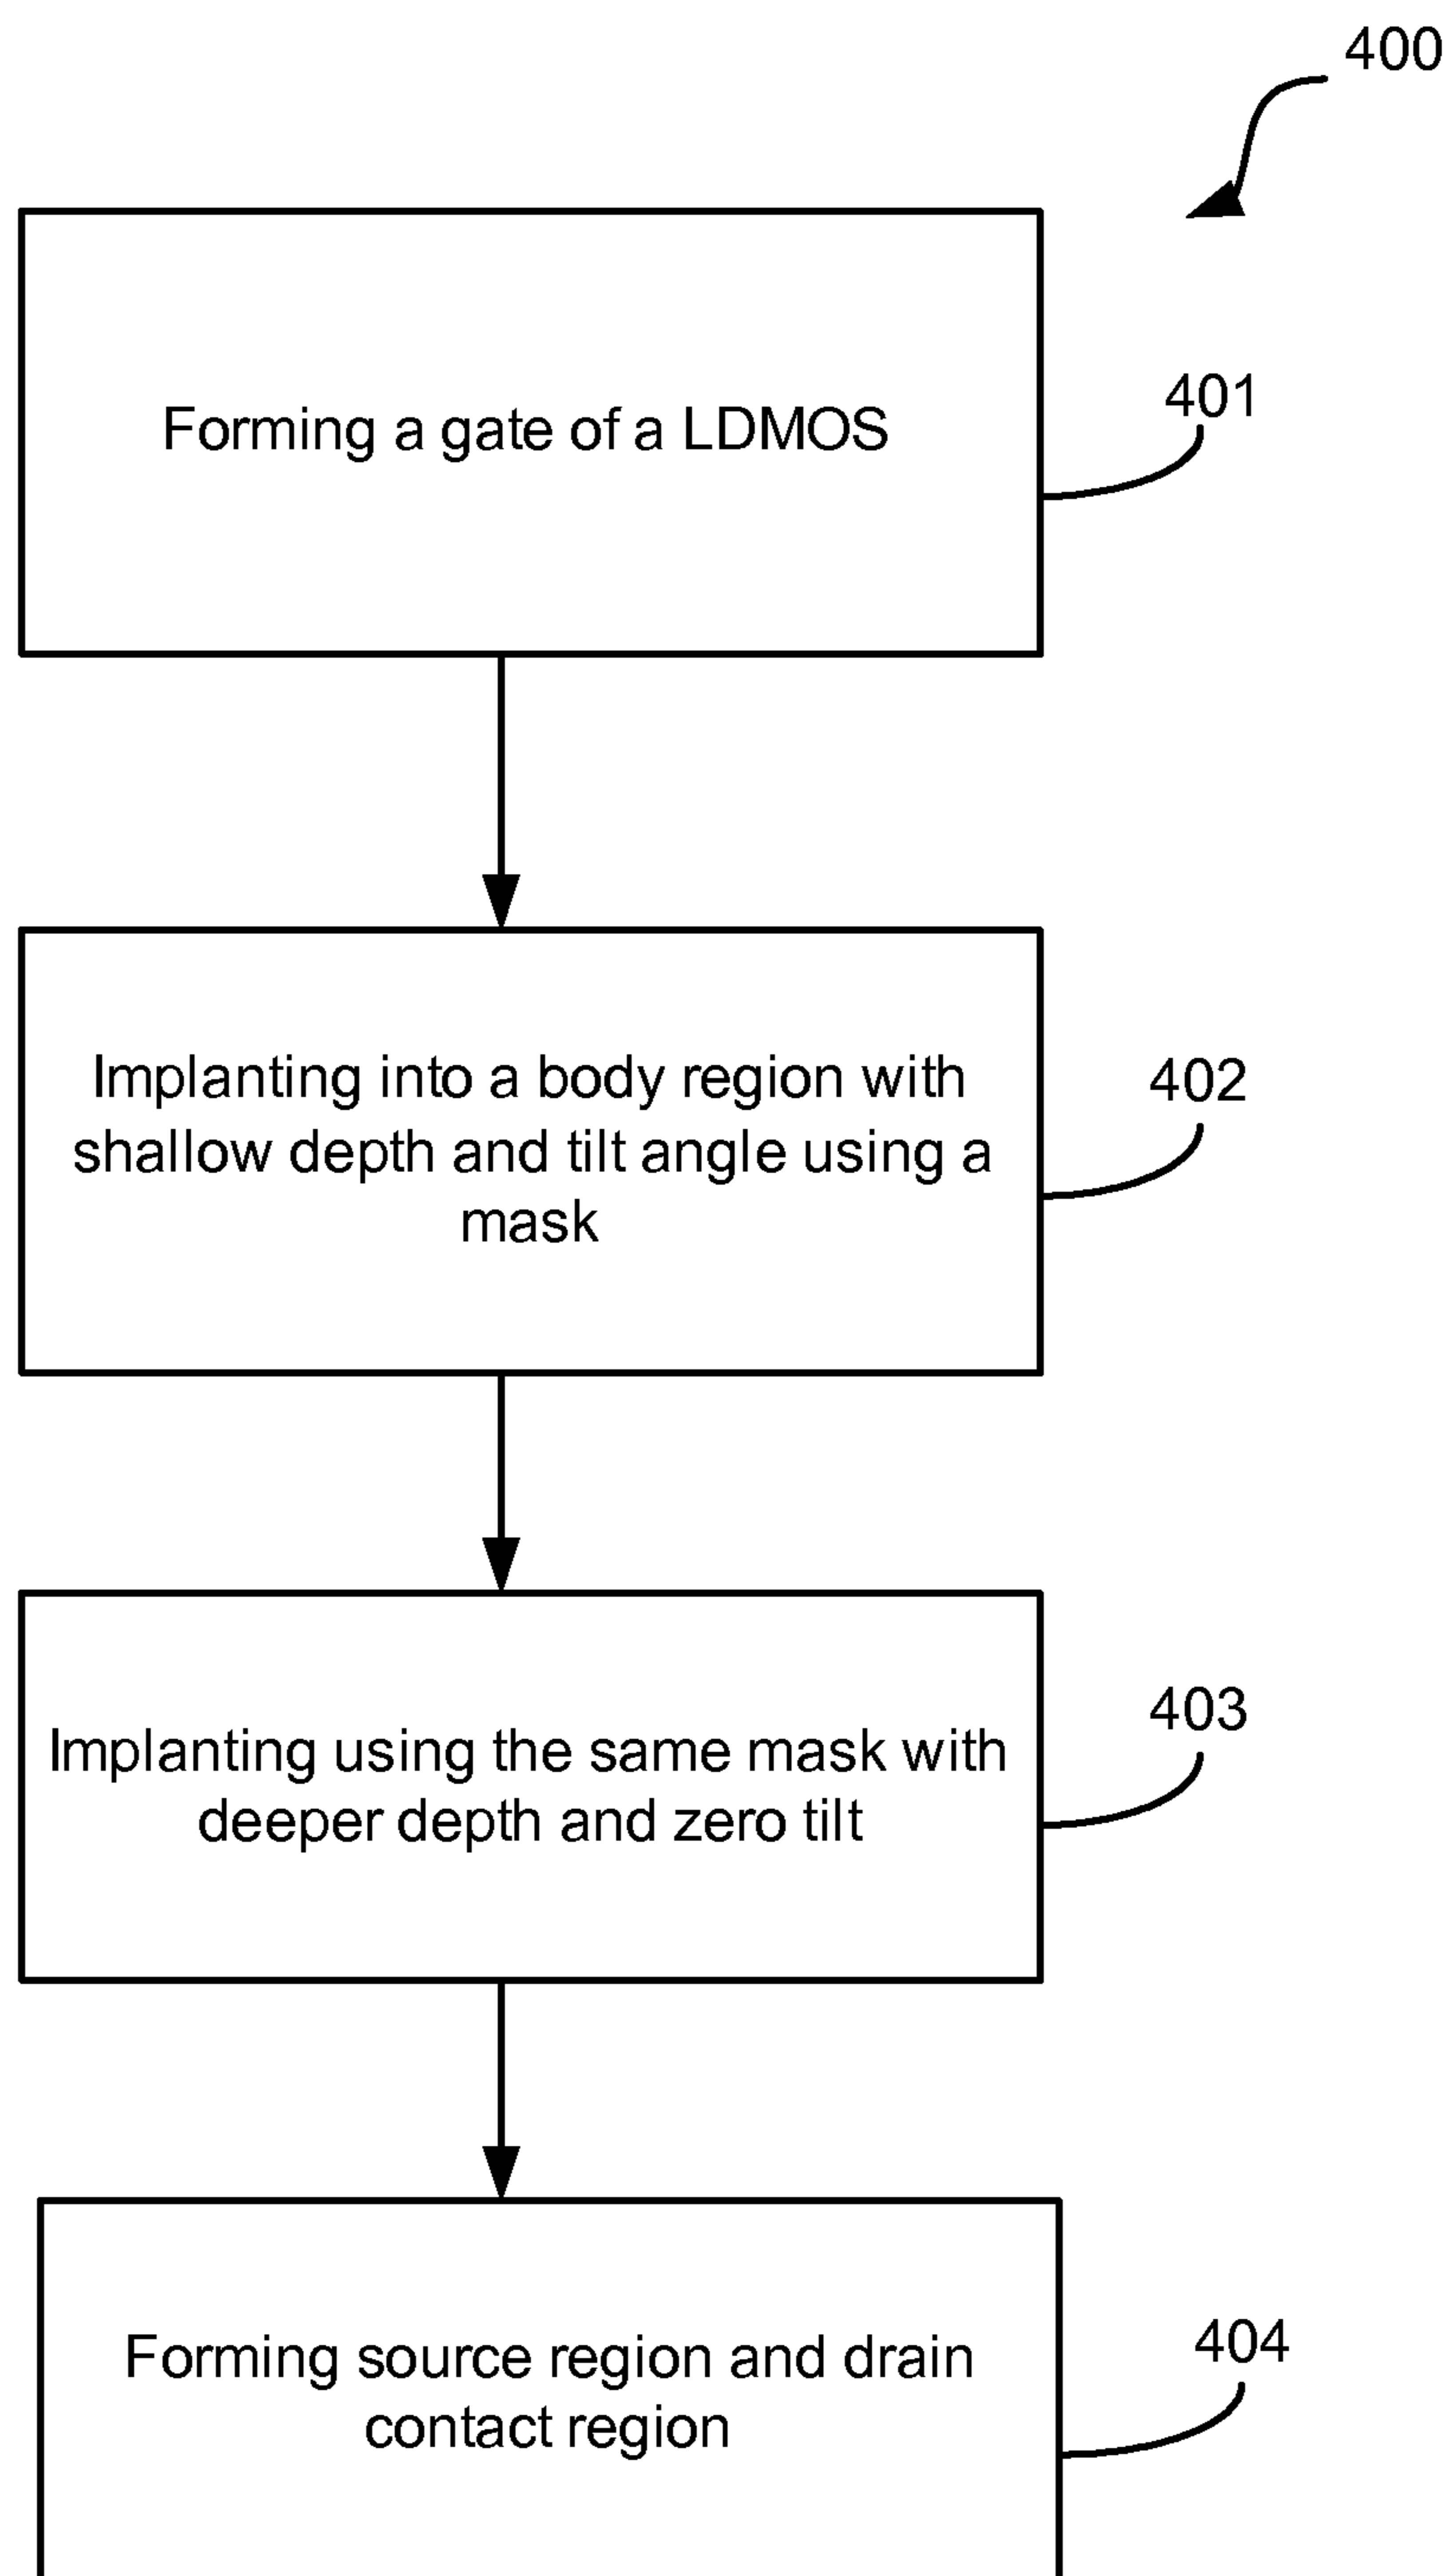 400
Forming a gate of a LDMOS
401
Implanting into a body region with
shallow depth and tilt angle using a
mask
402
Implanting using the same mask with
deeper depth and zero tilt
403
Forming source region and drain
contact region
404